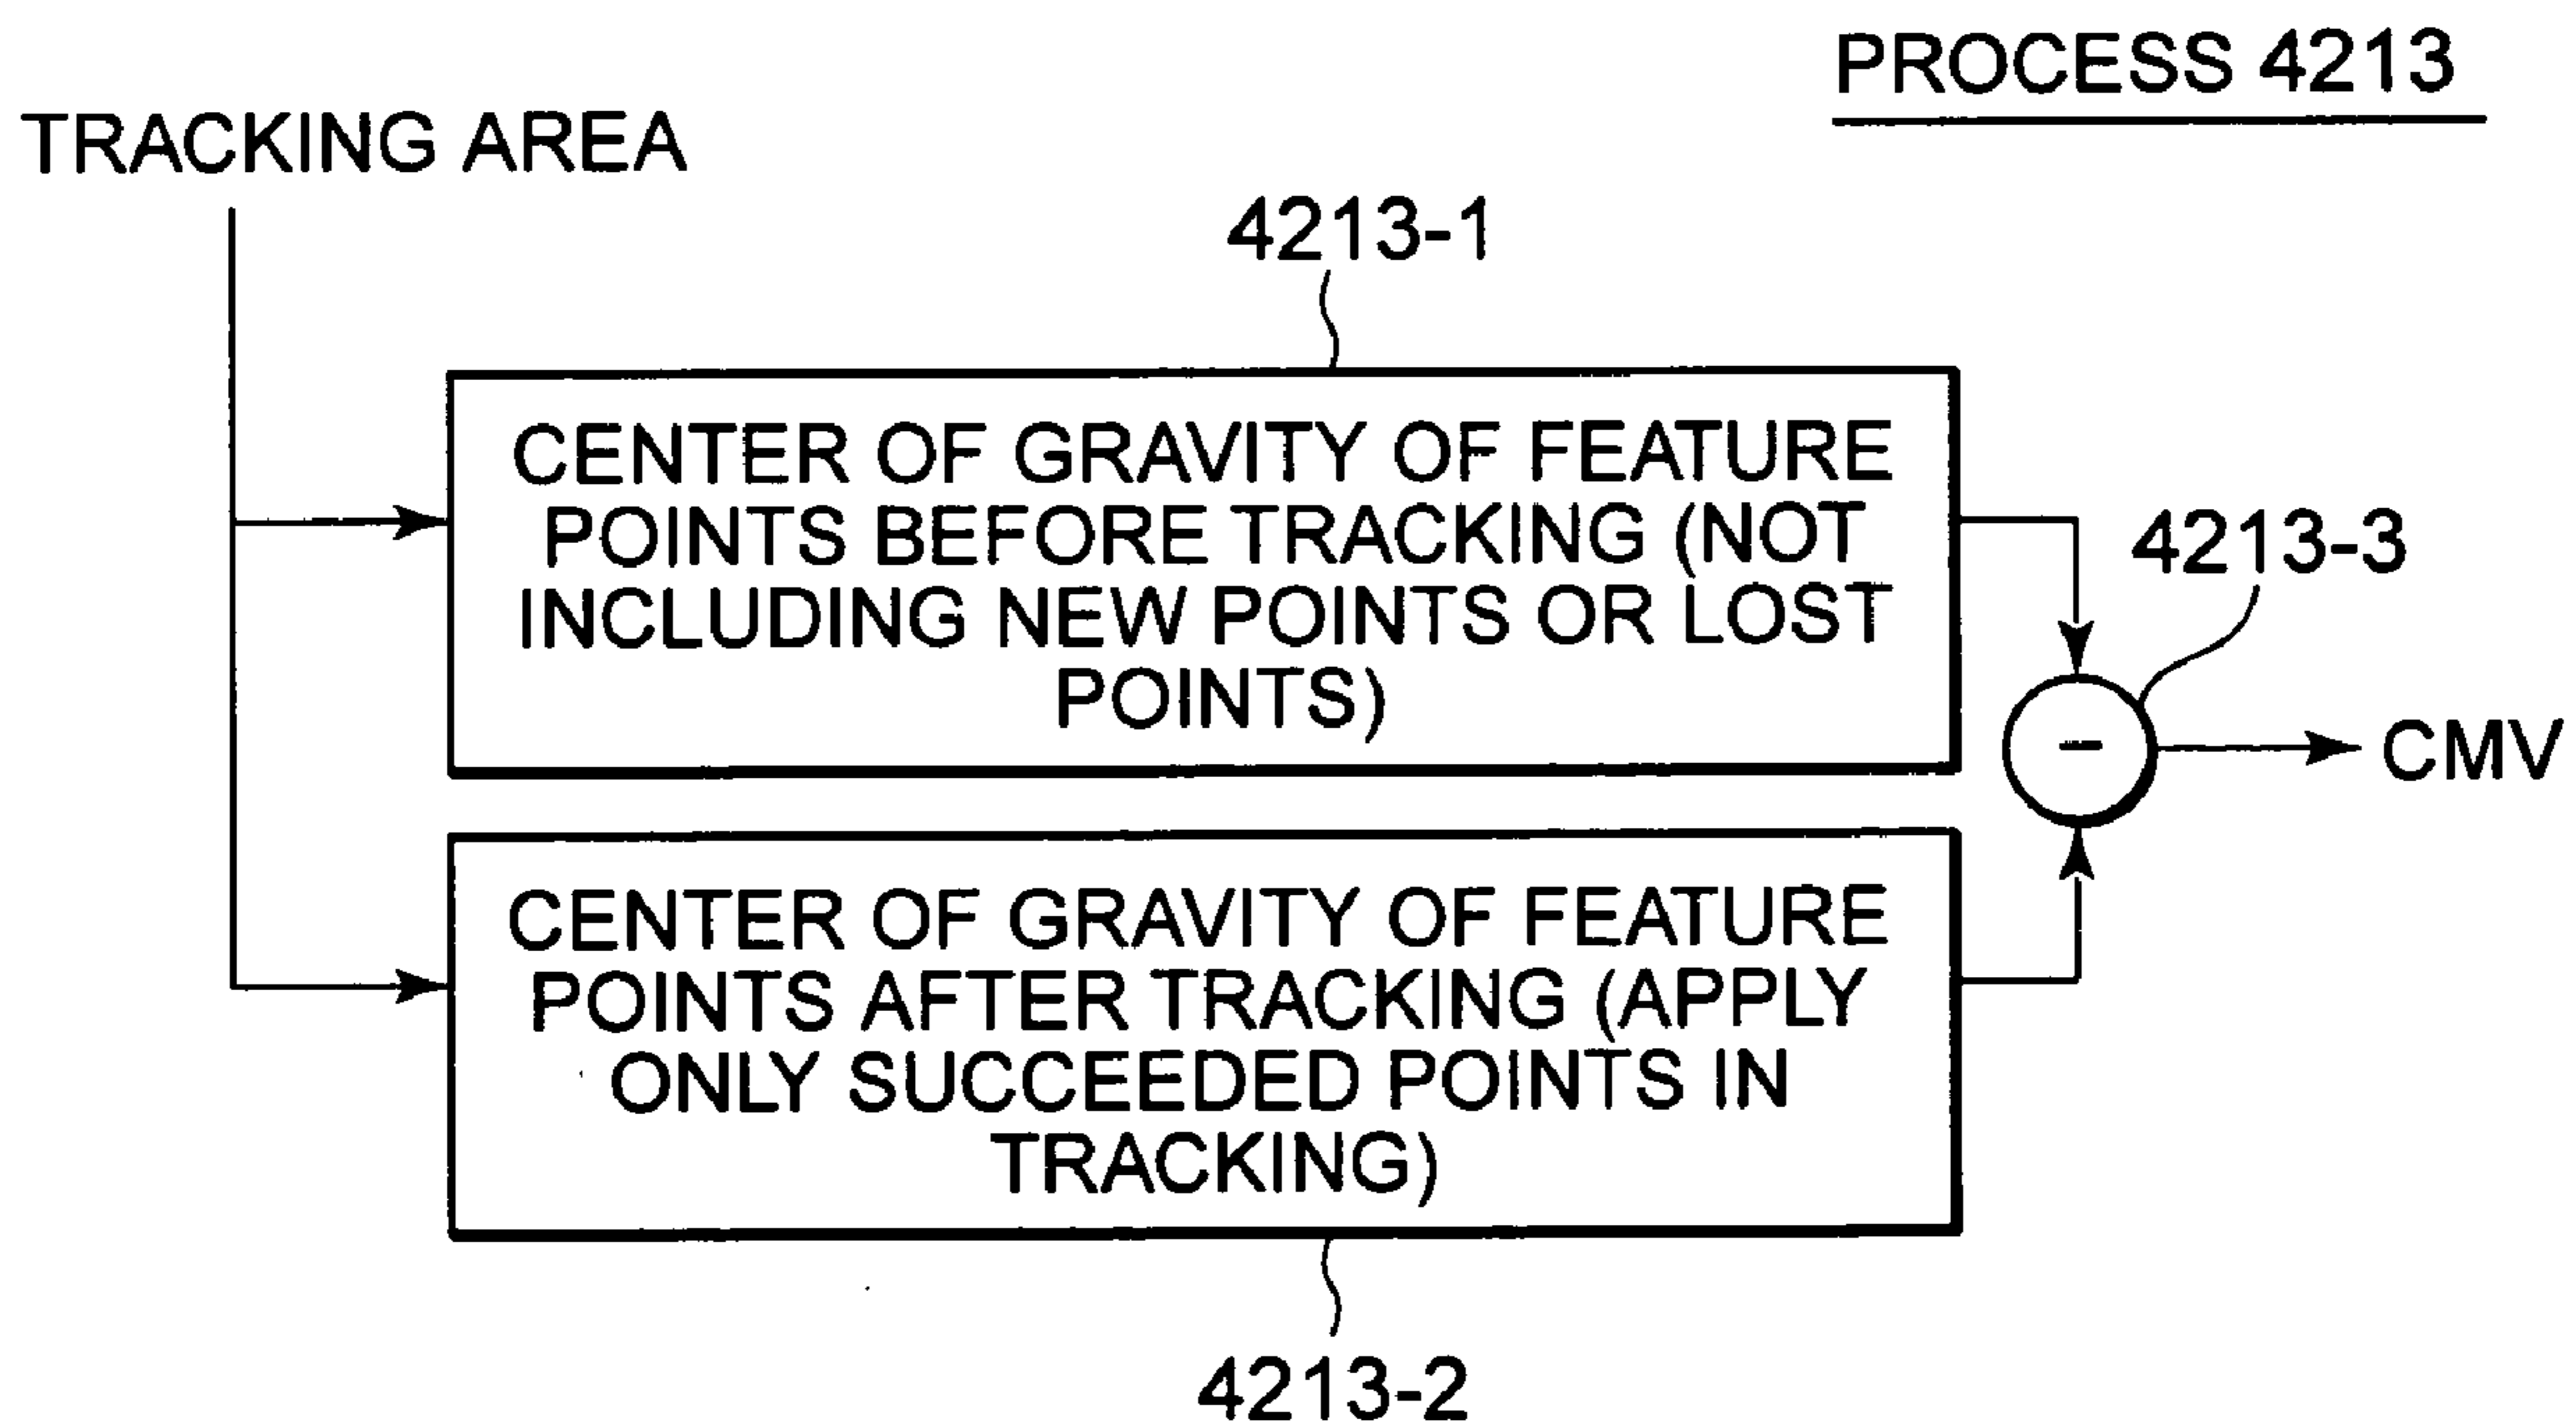 PROCESS 4213
TRACKING AREA
4213-1
CENTER OF GRAVITY OF FEATURE
POINTS BEFORE TRACKING (NOT
INCLUDING NEW POINTS OR LOST
POINTS)
4213-3
-
CMV
CENTER OF GRAVITY OF FEATURE
POINTS AFTER TRACKING (APPLY
ONLY SUCCEEDED POINTS IN
TRACKING)
4213-2